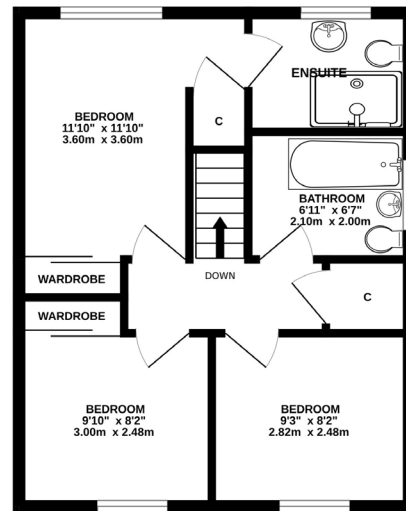 ENSUITE
BEDROOM
11'10" x 11'10"
3.60m x 3.60m
C
BATHROOM
6'11" x 6'7"
2.10m x 2.00m
WARDROBE
DOWN
C
WARDROBE
BEDROOM
9'10" x 8'2"
3.00m x 2.48m
BEDROOM
9'3" x 8'2"
2.82m x 2.48m